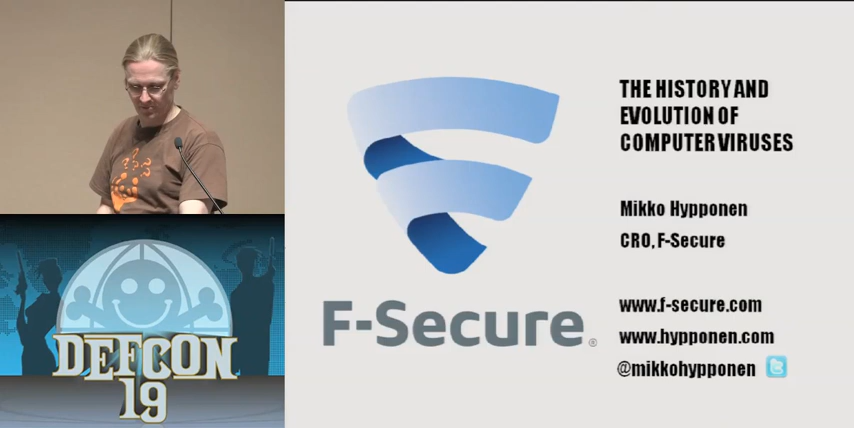 THE HISTORY AND
EVOLUTION OF
COMPUTER VIRUSES
Mikko Hypponen
CRO, F-Secure
www.f-secure.com
www.hypponen.com
@mikkohypponen
F-Secure®
DEFCON
19